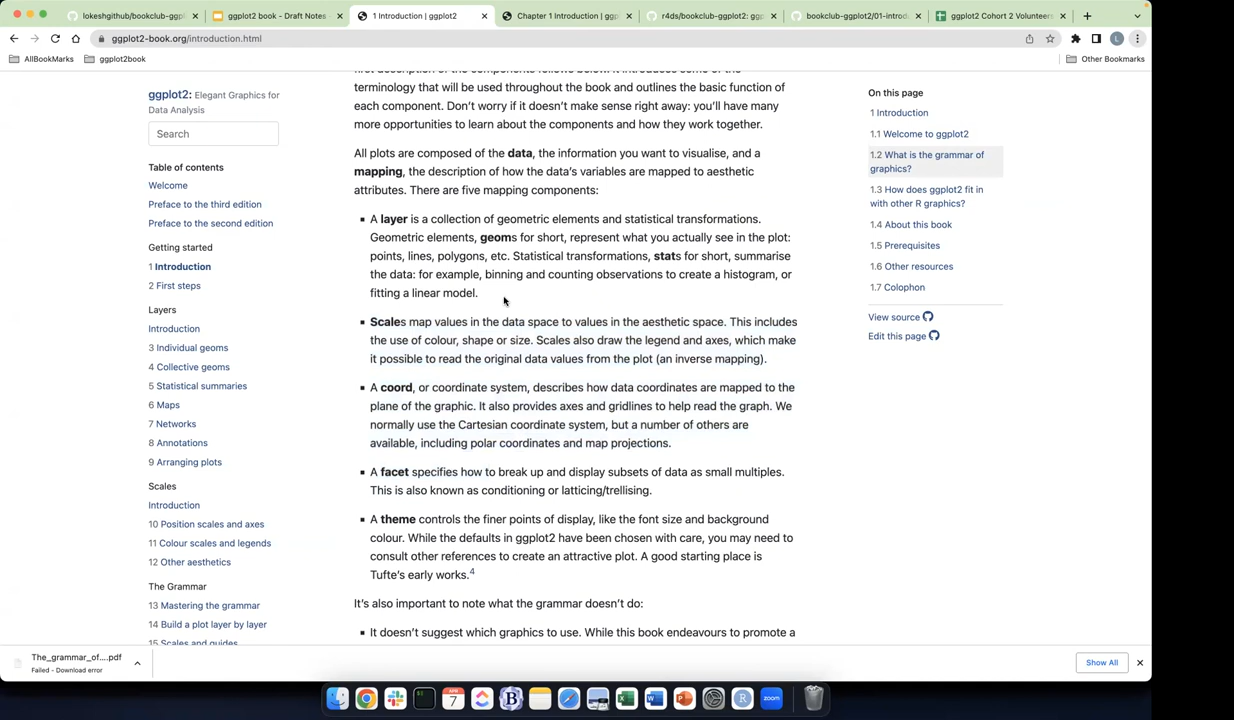 lokeshgithub/bookclub-ggpl
ggplot2 book - Draft Notes -
1 Introduction | ggplot2
Chapter 1 Introduction | ggpl
r4ds/bookclub-ggplot2: ggp
bookclub-ggplot2/01-introd
ggplot2 Cohort 2 Volunteer
ggplot2-book.org/introduction.html
L
AllBookMarks
ggplot2book
Other Bookmarks
ggplot2: Elegant Graphics for
Data Analysis
Search
Table of contents
Welcome
Preface to the third edition
Preface to the second edition
Getting started
1 Introduction
2 First steps
Layers
Introduction
3 Individual geoms
4 Collective geoms
5 Statistical summaries
6 Maps
7 Networks
8 Annotations
9 Arranging plots
Scales
Introduction
10 Position scales and axes
11 Colour scales and legends
12 Other aesthetics
The Grammar
13 Mastering the grammar
14 Build a plot layer by layer
15 Scales and guides
first description of the components follows below. It introduces some of the
terminology that will be used throughout the book and outlines the basic function of
each component. Don't worry if it doesn't make sense right away: you'll have many
more opportunities to learn about the components and how they work together.
All plots are composed of the data, the information you want to visualise, and a
mapping, the description of how the data's variables are mapped to aesthetic
attributes. There are five mapping components:
▪ A layer is a collection of geometric elements and statistical transformations.
Geometric elements, geoms for short, represent what you actually see in the plot:
points, lines, polygons, etc. Statistical transformations, stats for short, summarise
the data: for example, binning and counting observations to create a histogram, or
fitting a linear model.
▪ Scales map values in the data space to values in the aesthetic space. This includes
the use of colour, shape or size. Scales also draw the legend and axes, which make
it possible to read the original data values from the plot (an inverse mapping).
▪ A coord, or coordinate system, describes how data coordinates are mapped to the
plane of the graphic. It also provides axes and gridlines to help read the graph. We
normally use the Cartesian coordinate system, but a number of others are
available, including polar coordinates and map projections.
▪ A facet specifies how to break up and display subsets of data as small multiples.
This is also known as conditioning or latticing/trellising.
▪ A theme controls the finer points of display, like the font size and background
colour. While the defaults in ggplot2 have been chosen with care, you may need to
consult other references to create an attractive plot. A good starting place is
Tufte's early works.4
It's also important to note what the grammar doesn't do:
▪ It doesn't suggest which graphics to use. While this book endeavours to promote a
On this page
1 Introduction
1.1 Welcome to ggplot2
1.2 What is the grammar of
graphics?
1.3 How does ggplot2 fit in
with other R graphics?
1.4 About this book
1.5 Prerequisites
1.6 Other resources
1.7 Colophon
View source
Edit this page
The_grammar_of....pdf
Failed - Download error
Show All
APR
7
B
X
W
P
R
zoom